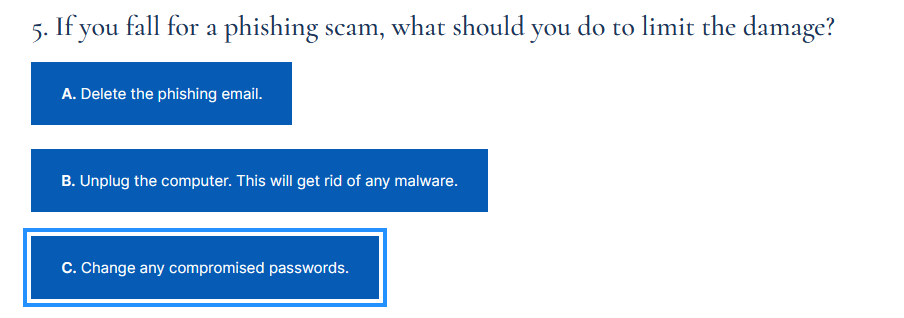 5. If you fall for a phishing scam, what should you do to limit the damage?
A. Delete the phishing email.
B. Unplug the computer. This will get rid of any malware.
C. Change any compromised passwords.